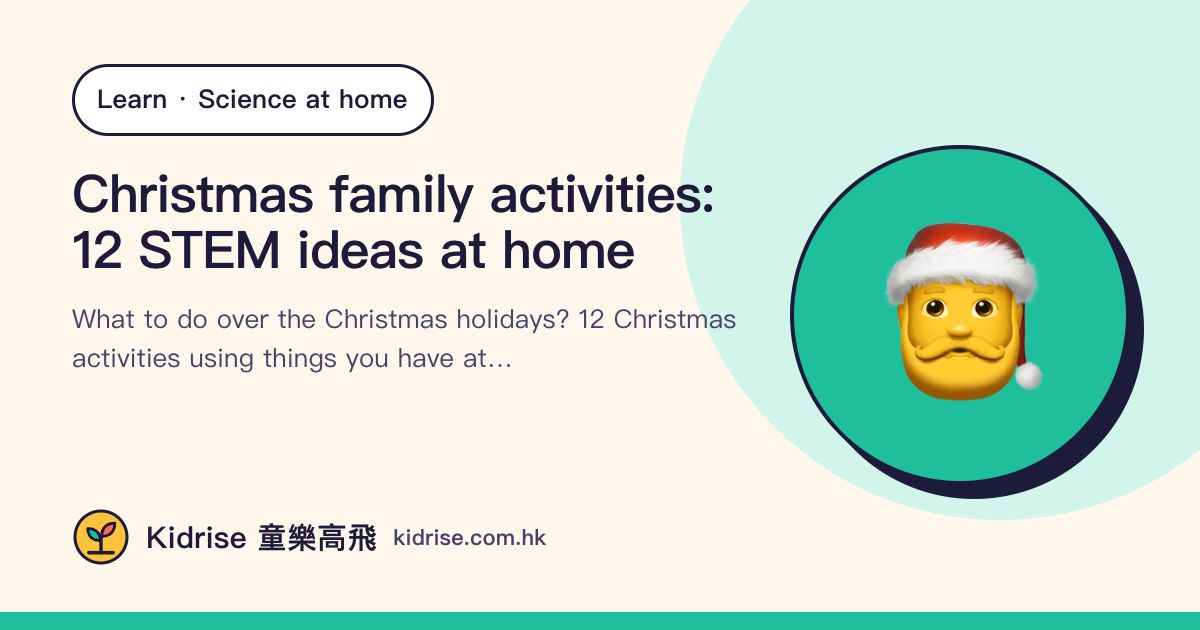 Learn · Science at home
Christmas family activities:
12 STEM ideas at home
What to do over the Christmas holidays? 12 Christmas
activities using things you have at…
Kidrise 童樂高飛 kidrise.com.hk